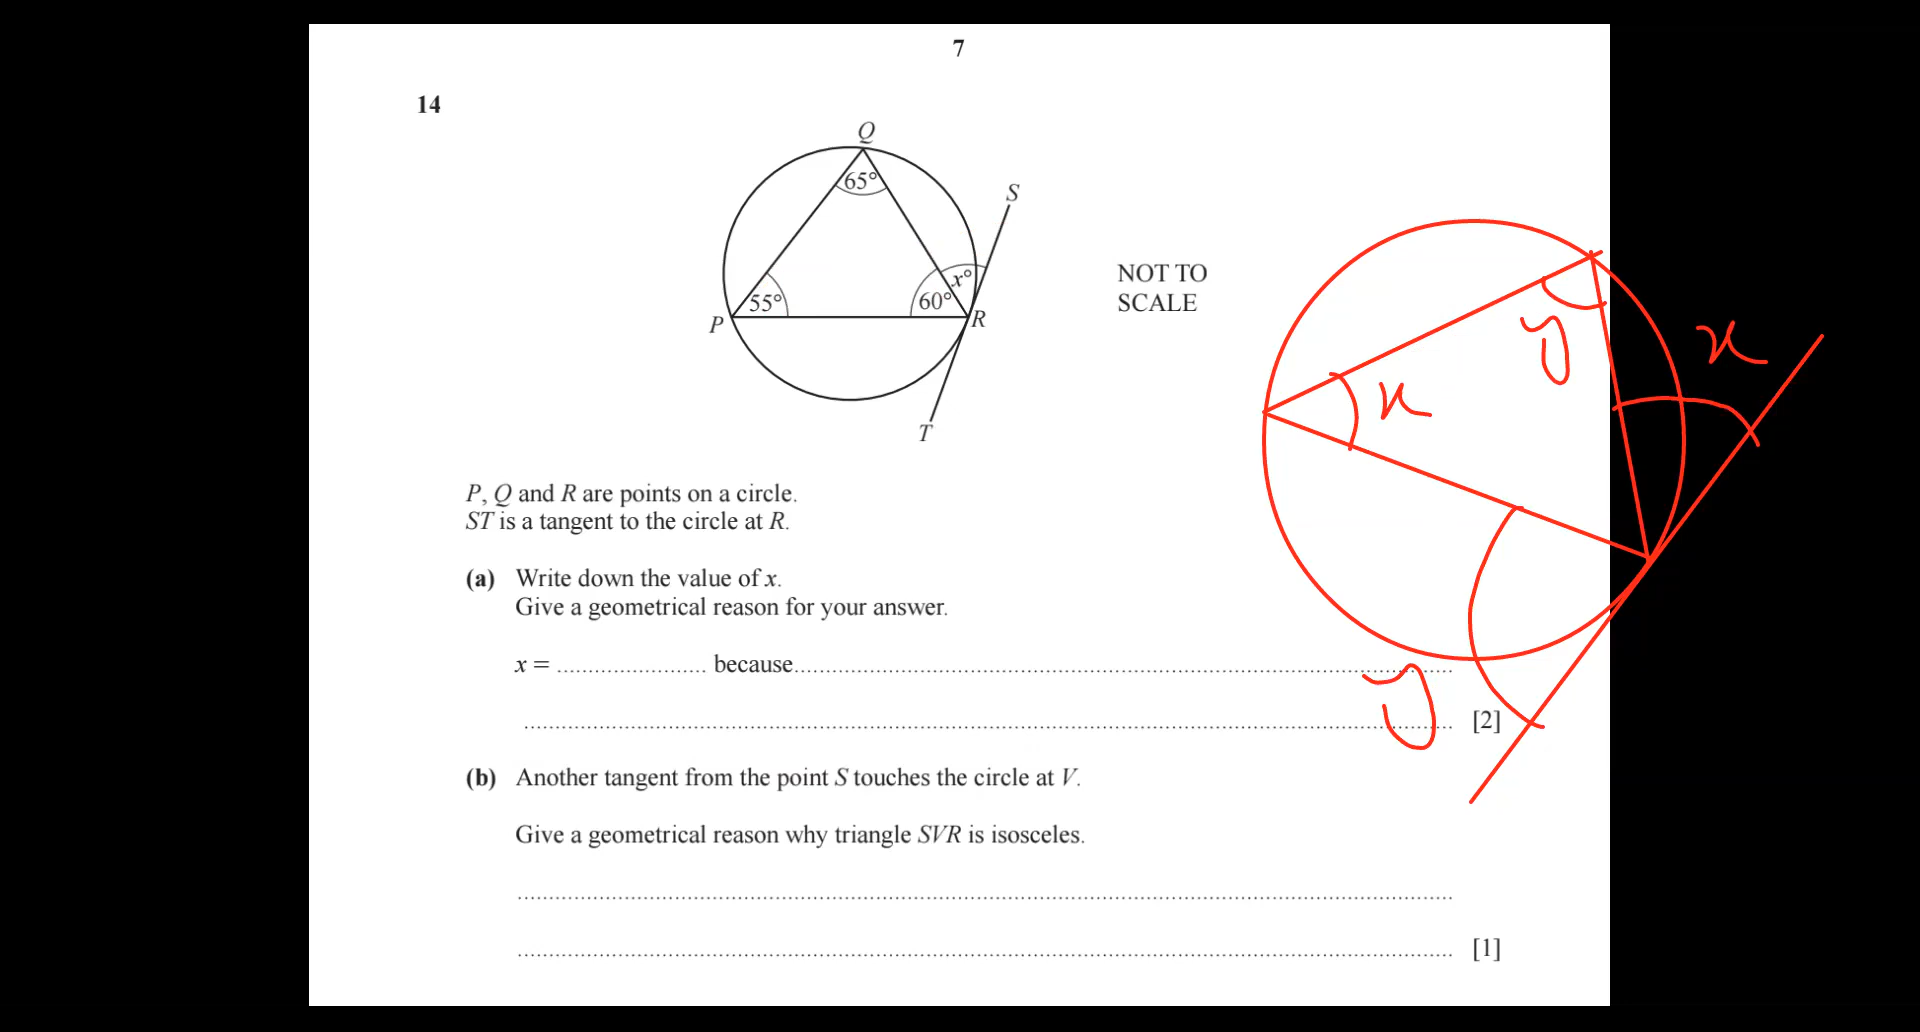 7
14
Q
65°
S
x°
55°
60°
P
R
T
NOT TO
SCALE
x
y
x
y
P, Q and R are points on a circle.
ST is a tangent to the circle at R.
(a) Write down the value of x.
Give a geometrical reason for your answer.
x = ........................ because........................................................................................................
.................................................................................................................................................... [2]
(b) Another tangent from the point S touches the circle at V.
Give a geometrical reason why triangle SVR is isosceles.
....................................................................................................................................................
.................................................................................................................................................... [1]